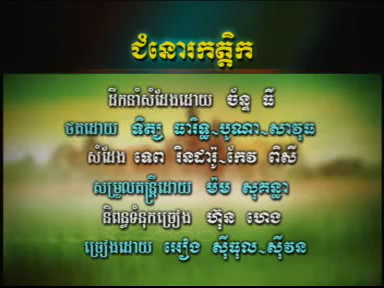 ជំនោរកត្តិក
ដឹកនាំសំដែងដោយ ច័ន្ទ ធី
ថតដោយ ទិត្យ ធារិទ្ធ~បូណា~សាវុធ
សំដែង ទេព រិនដារ៉ូ~កែវ ពិសី
សម្រួលតន្ត្រីដោយ ម៉ម សុគន្ធា
និពន្ធទំនុកច្រៀង ហ៊ុន ហេង
ច្រៀងដោយ អៀង ស៊ីធុល~ស៊ីវន